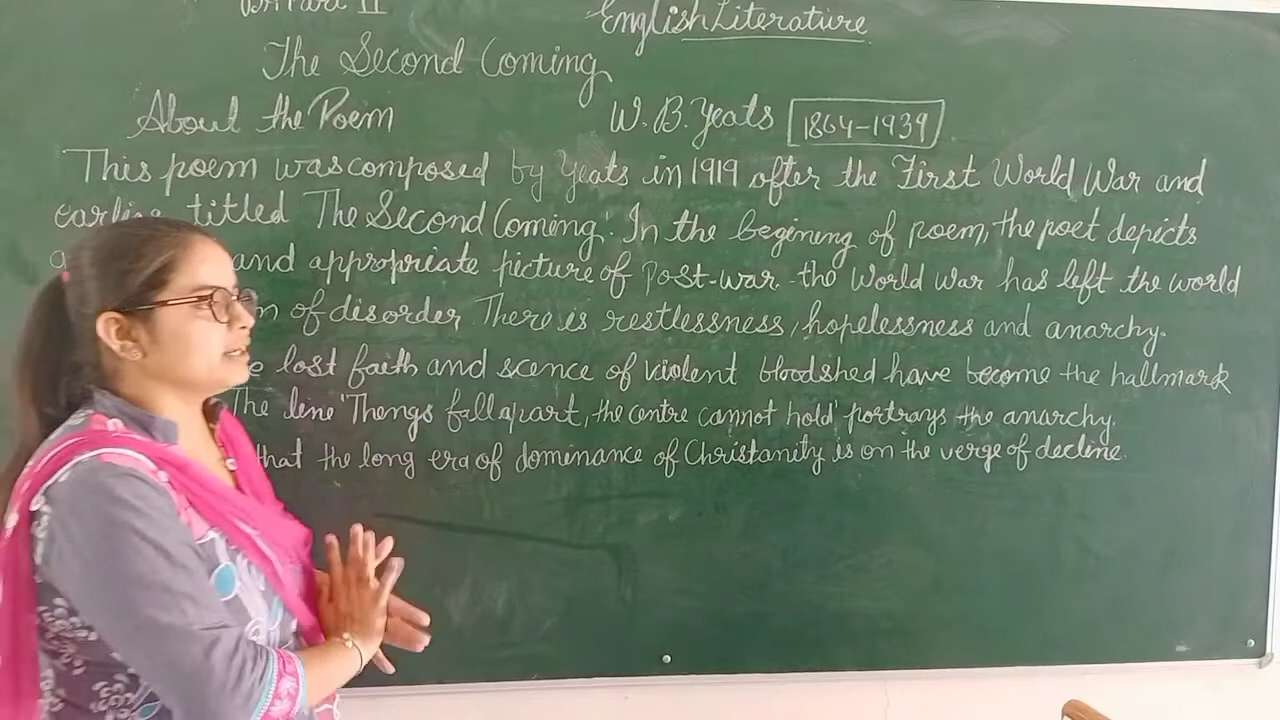 Part II
English Literature
The Second Coming
About the Poem
W. B. Yeats 1864-1939
This poem was composed by Yeats in 1919 after the First World War and
titled 'The Second Coming'. In the begining of poem, the poet depicts
and appropriate picture of post-war. the World War has left the world
of disorder. There is restlessness, hopelessness and anarchy.
lost faith and scence of violent bloodshed have become the hallmark
The line 'Thengs fall apart, the centre cannot hold' portrays the anarchy.
that the long era of dominance of Christanity is on the verge of decline.